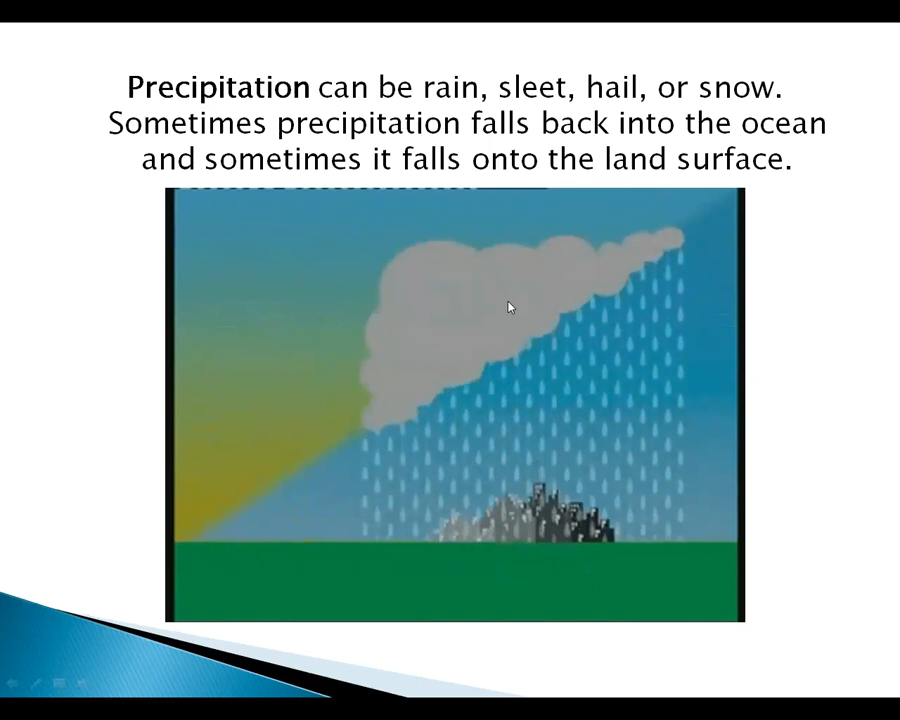 Precipitation can be rain, sleet, hail, or snow.
Sometimes precipitation falls back into the ocean
and sometimes it falls onto the land surface.